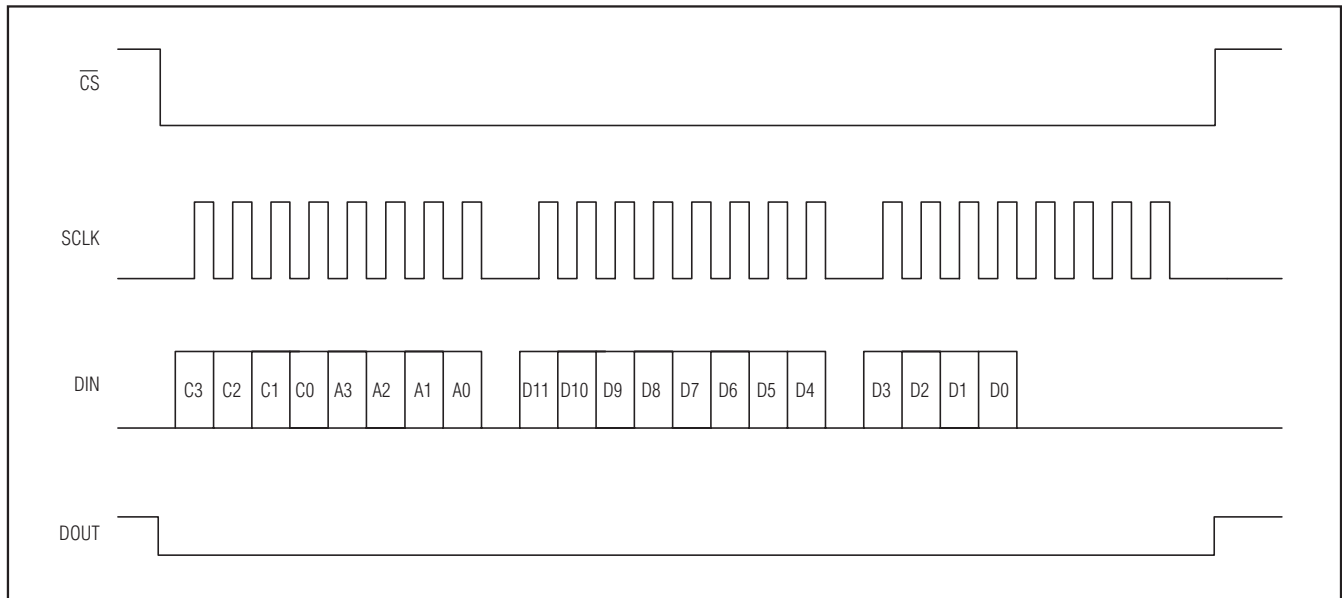 C̅S̅
SCLK
DIN C3 C2 C1 C0 A3 A2 A1 A0 D11 D10 D9 D8 D7 D6 D5 D4 D3 D2 D1 D0
DOUT